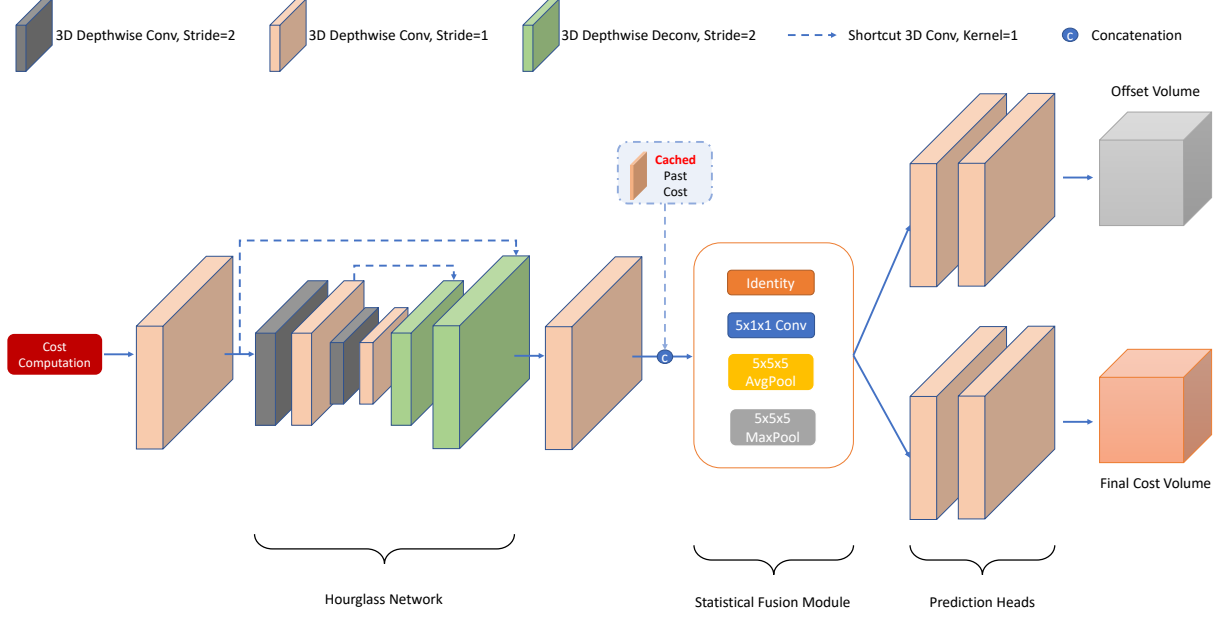 3D Depthwise Conv, Stride=2
3D Depthwise Conv, Stride=1
3D Depthwise Deconv, Stride=2
Shortcut 3D Conv, Kernel=1
c
Concatenation
Offset Volume
Cached
Past
Cost
Cost
Computation
Identity
5x1x1 Conv
5x5x5
AvgPool
5x5x5
MaxPool
c
Final Cost Volume
Hourglass Network
Statistical Fusion Module
Prediction Heads